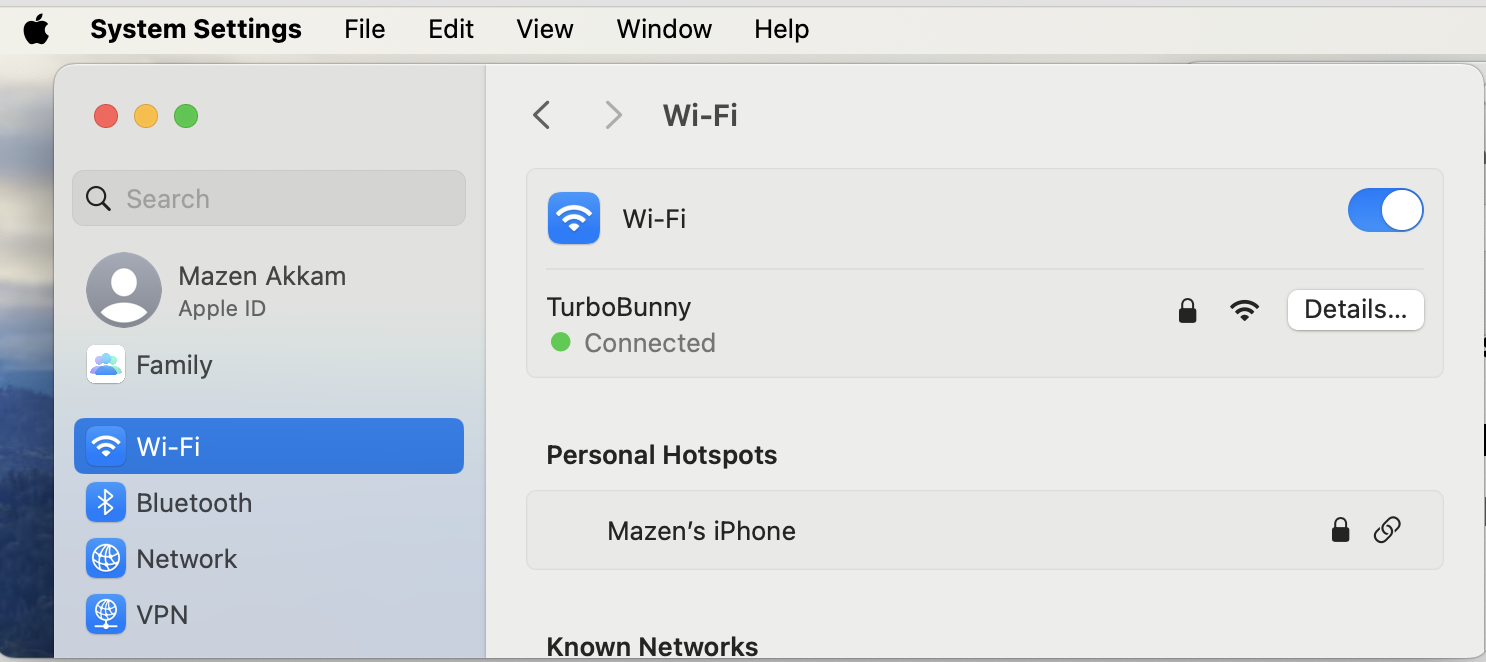 System Settings File Edit View Window Help
Search
Mazen Akkam
Apple ID
Family
Wi-Fi
Bluetooth
Network
VPN
Wi-Fi
Wi-Fi
TurboBunny
Connected
Details...
Personal Hotspots
Mazen’s iPhone
Known Networks